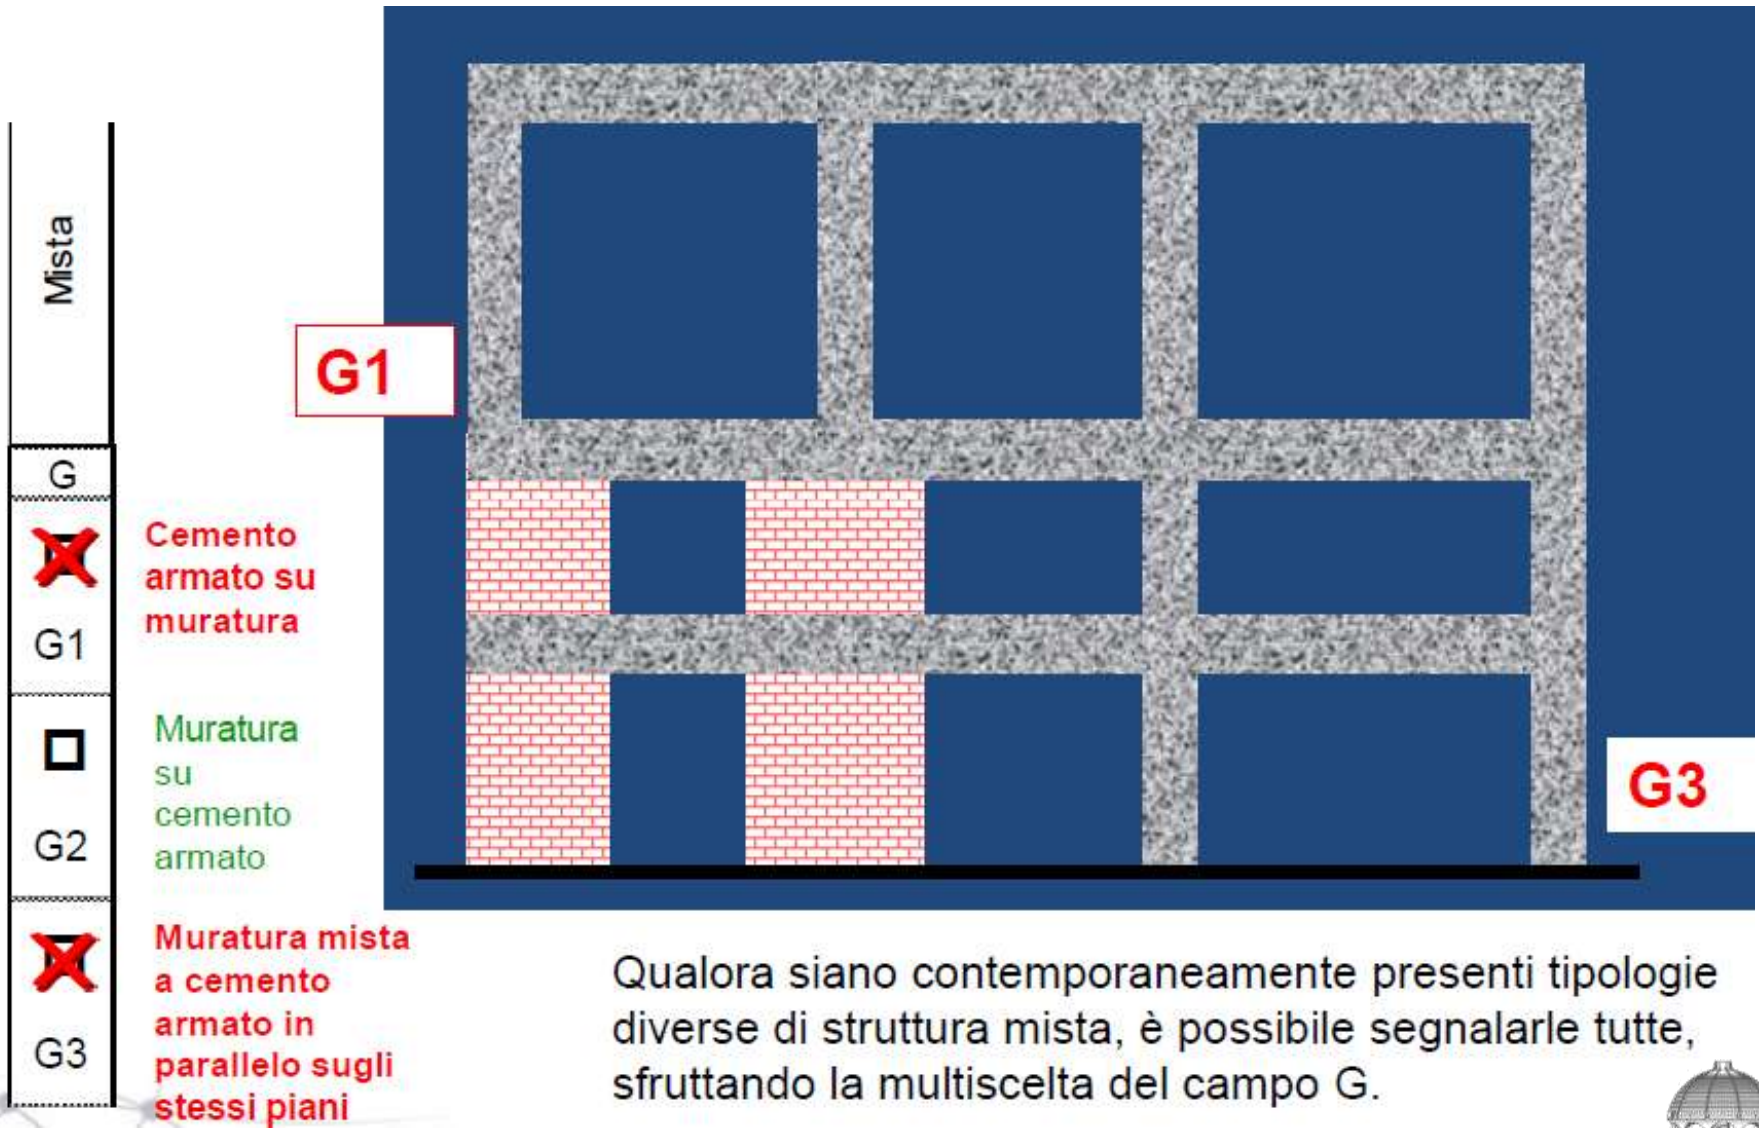 Mista
G
G1
Cemento
armato su
muratura
G1
Muratura
su
cemento
armato
G2
G3
Muratura mista
a cemento
armato in
parallelo sugli
stessi piani
G3
Qualora siano contemporaneamente presenti tipologie
diverse di struttura mista, è possibile segnalarle tutte,
sfruttando la multiscelta del campo G.